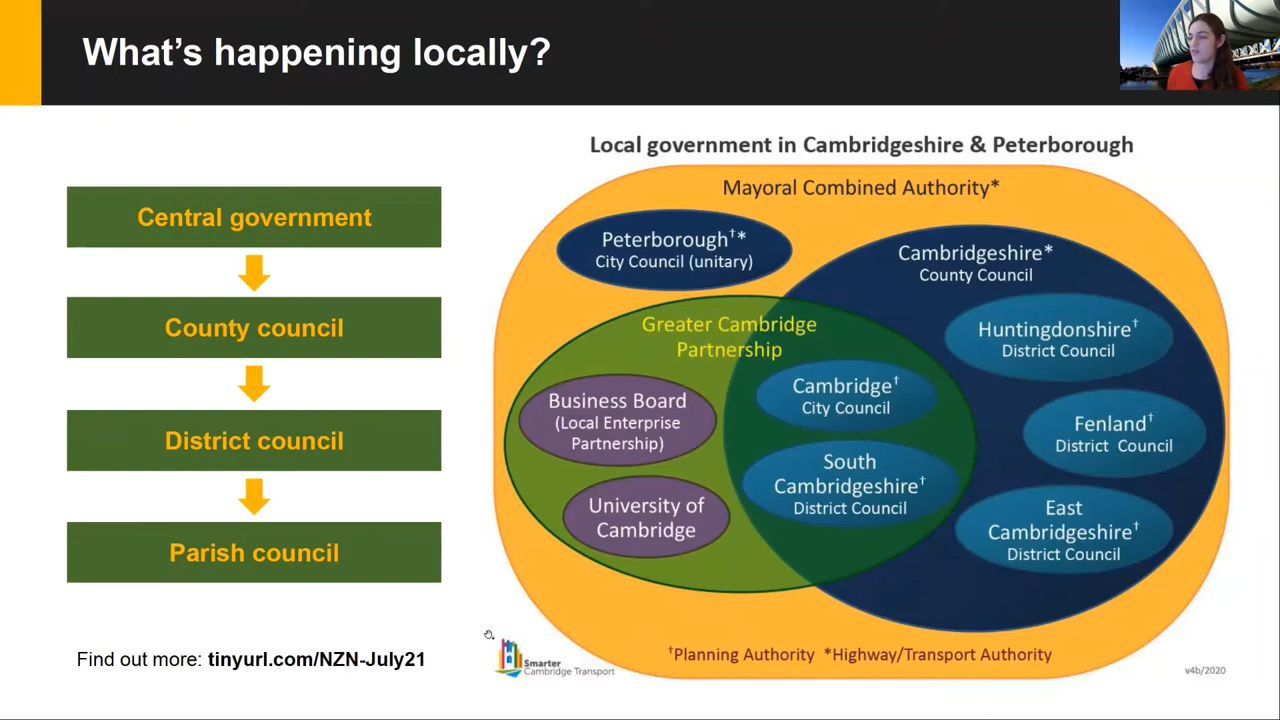 What's happening locally?
Central government
County council
District council
Parish council
Find out more: tinyurl.com/NZN-July21
Local government in Cambridgeshire & Peterborough
Mayoral Combined Authority*
Peterborough†*
City Council (unitary)
Cambridgeshire*
County Council
Greater Cambridge
Partnership
Huntingdonshire†
District Council
Business Board
(Local Enterprise
Partnership)
Cambridge†
City Council
Fenland†
District Council
South
Cambridgeshire†
District Council
University of
Cambridge
East
Cambridgeshire†
District Council
Smarter
Cambridge Transport
†Planning Authority *Highway/Transport Authority
v4b/2020